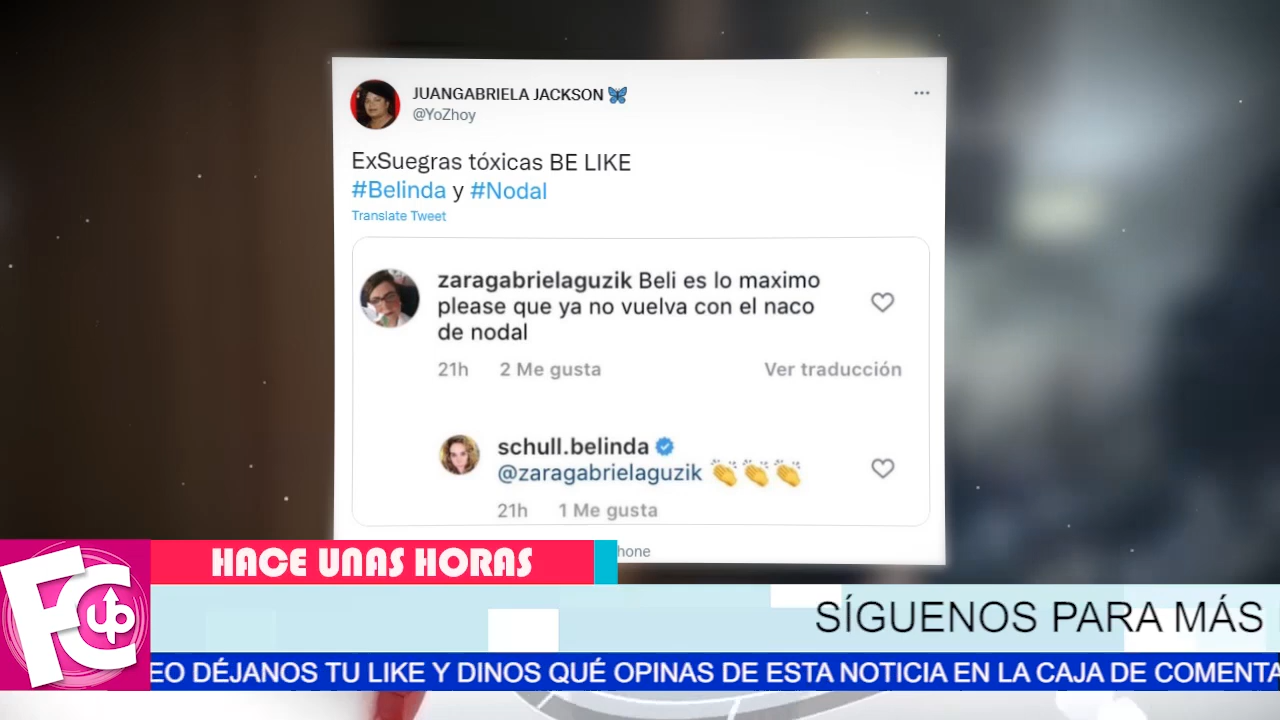 JUANGABRIELA JACKSON 🦋
@YoZhoy
ExSuegras tóxicas BE LIKE
#Belinda y #Nodal
Translate Tweet
zaragabrielaguzik Beli es lo maximo
please que ya no vuelva con el naco
de nodal
21h 2 Me gusta Ver traducción
schull.belinda
@zaragabrielaguzik 👏👏👏
21h 1 Me gusta
hone
HACE UNAS HORAS
FC up
SÍGUENOS PARA MÁS
EO DÉJANOS TU LIKE Y DINOS QUÉ OPINAS DE ESTA NOTICIA EN LA CAJA DE COMENTA